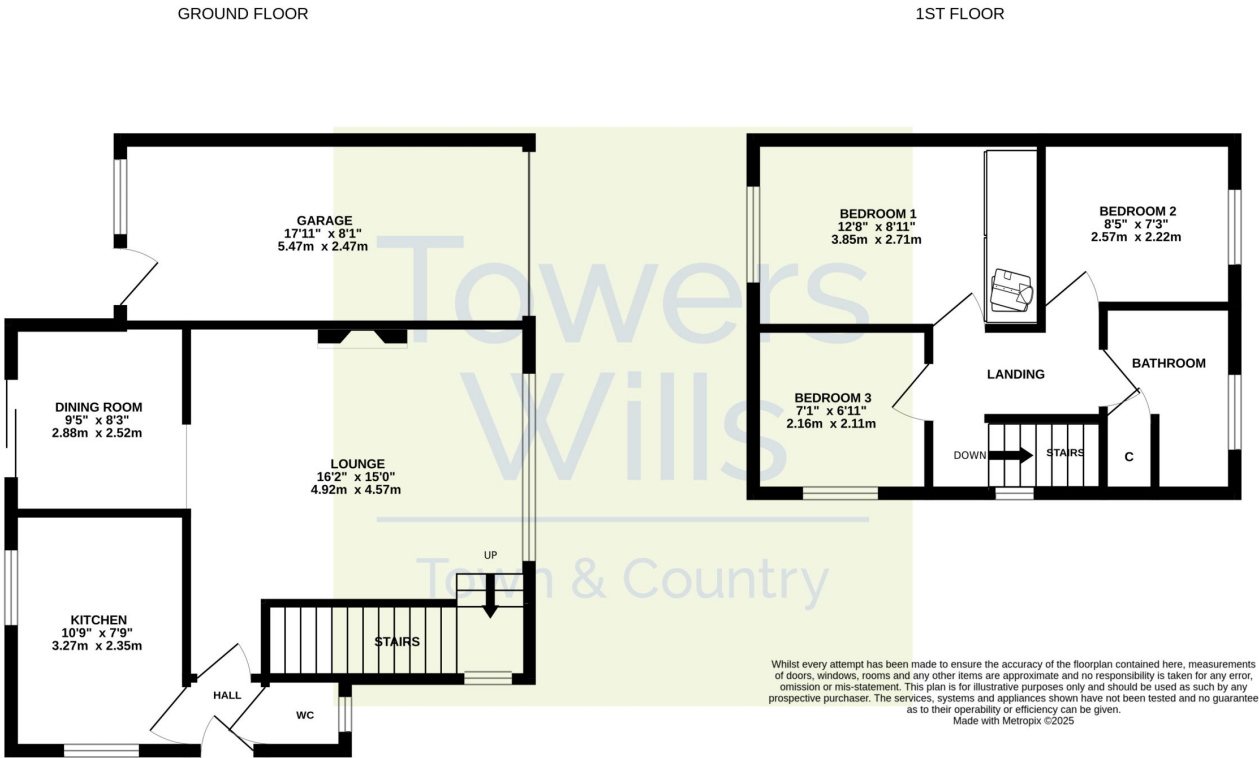 GROUND FLOOR
1ST FLOOR
GARAGE
17'11" x 8'1"
5.47m x 2.47m
DINING ROOM
9'5" x 8'3"
2.88m x 2.52m
LOUNGE
16'2" x 15'0"
4.92m x 4.57m
UP
KITCHEN
10'9" x 7'9"
3.27m x 2.35m
STAIRS
HALL
WC
BEDROOM 1
12'8" x 8'11"
3.85m x 2.71m
BEDROOM 2
8'5" x 7'3"
2.57m x 2.22m
LANDING
BATHROOM
BEDROOM 3
7'1" x 6'11"
2.16m x 2.11m
DOWN
STAIRS
C
Towers
Wills
Town & Country
Whilst every attempt has been made to ensure the accuracy of the floorplan contained here, measurements
of doors, windows, rooms and any other items are approximate and no responsibility is taken for any error,
omission or mis-statement. This plan is for illustrative purposes only and should be used as such by any
prospective purchaser. The services, systems and appliances shown have not been tested and no guarantee
as to their operability or efficiency can be given.
Made with Metropix ©2025